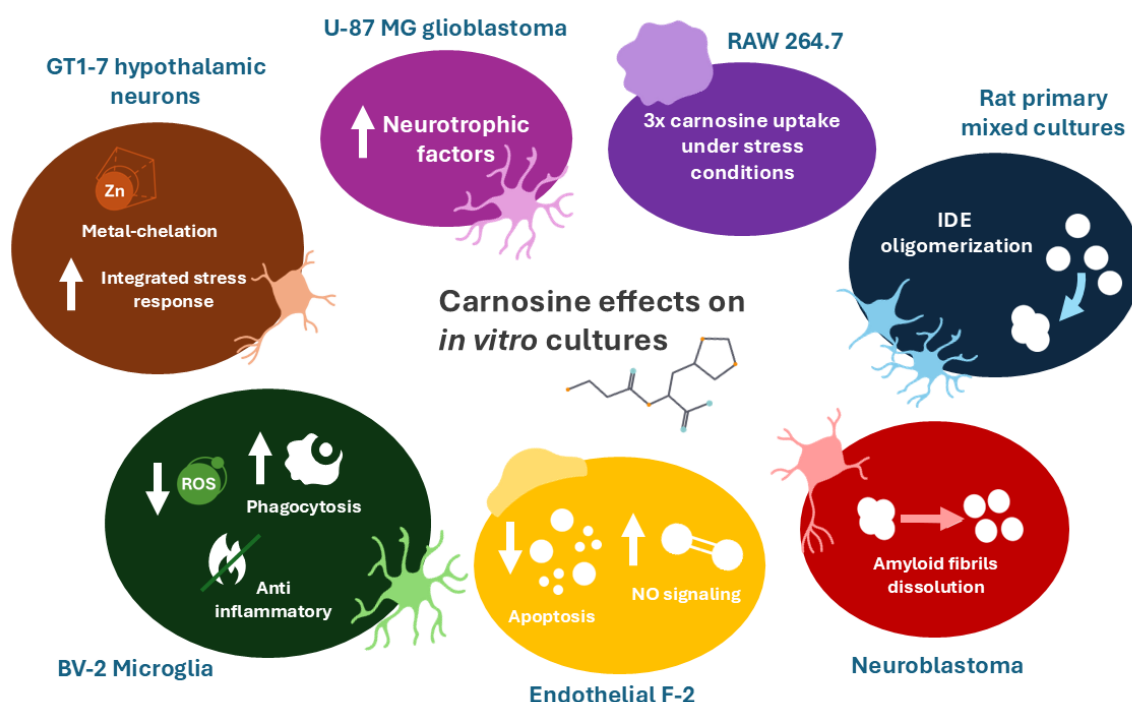 U-87 MG glioblastoma
Neurotrophic
factors
RAW 264.7
3x carnosine uptake
under stress
conditions
GT1-7 hypothalamic
neurons
Zn
Metal-chelation
Integrated stress
response
Rat primary
mixed cultures
IDE
oligomerization
Carnosine effects on
in vitro cultures
ROS
Phagocytosis
Anti
inflammatory
BV-2 Microglia
Apoptosis
NO signaling
Endothelial F-2
Amyloid fibrils
dissolution
Neuroblastoma